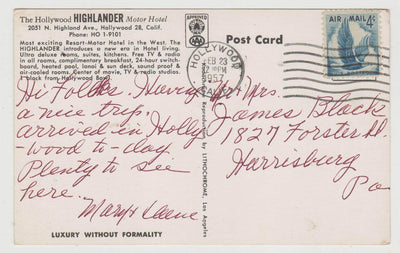 The Hollywood HIGHLANDER Motor Hotel
2051 N. Highland Ave., Hollywood 28, Calif.
Phone: HO 1-9101
Most exciting Resort-Motor Hotel in the West. The
HIGHLANDER introduces a new era in Hotel living.
Ultra deluxe rooms, suites, kitchens, FREE TV & radio
in all rooms, complimentary breakfast, 24-hour switch-
board, heated pool, lanai & sun deck, sound proof &
air-cooled rooms. Center of movie, TV & radio studios.
1 block from Hollywood Bowl.
Hi Folks. Having
a nice trip,
arrived in Holly
-wood to-day
Plenty to see
here.
Mary &
LUXURY WITHOUT FORMALITY
APPROVED
AAA
Reproduction by LITHOCHROME, Los Angeles
Post Card
HOLLYWOOD
FEB 23
PM
1957
CALIF.
AIR MAIL 4¢
Mrs.
James Black
1827 Forster St.
Harrisburg
Pa